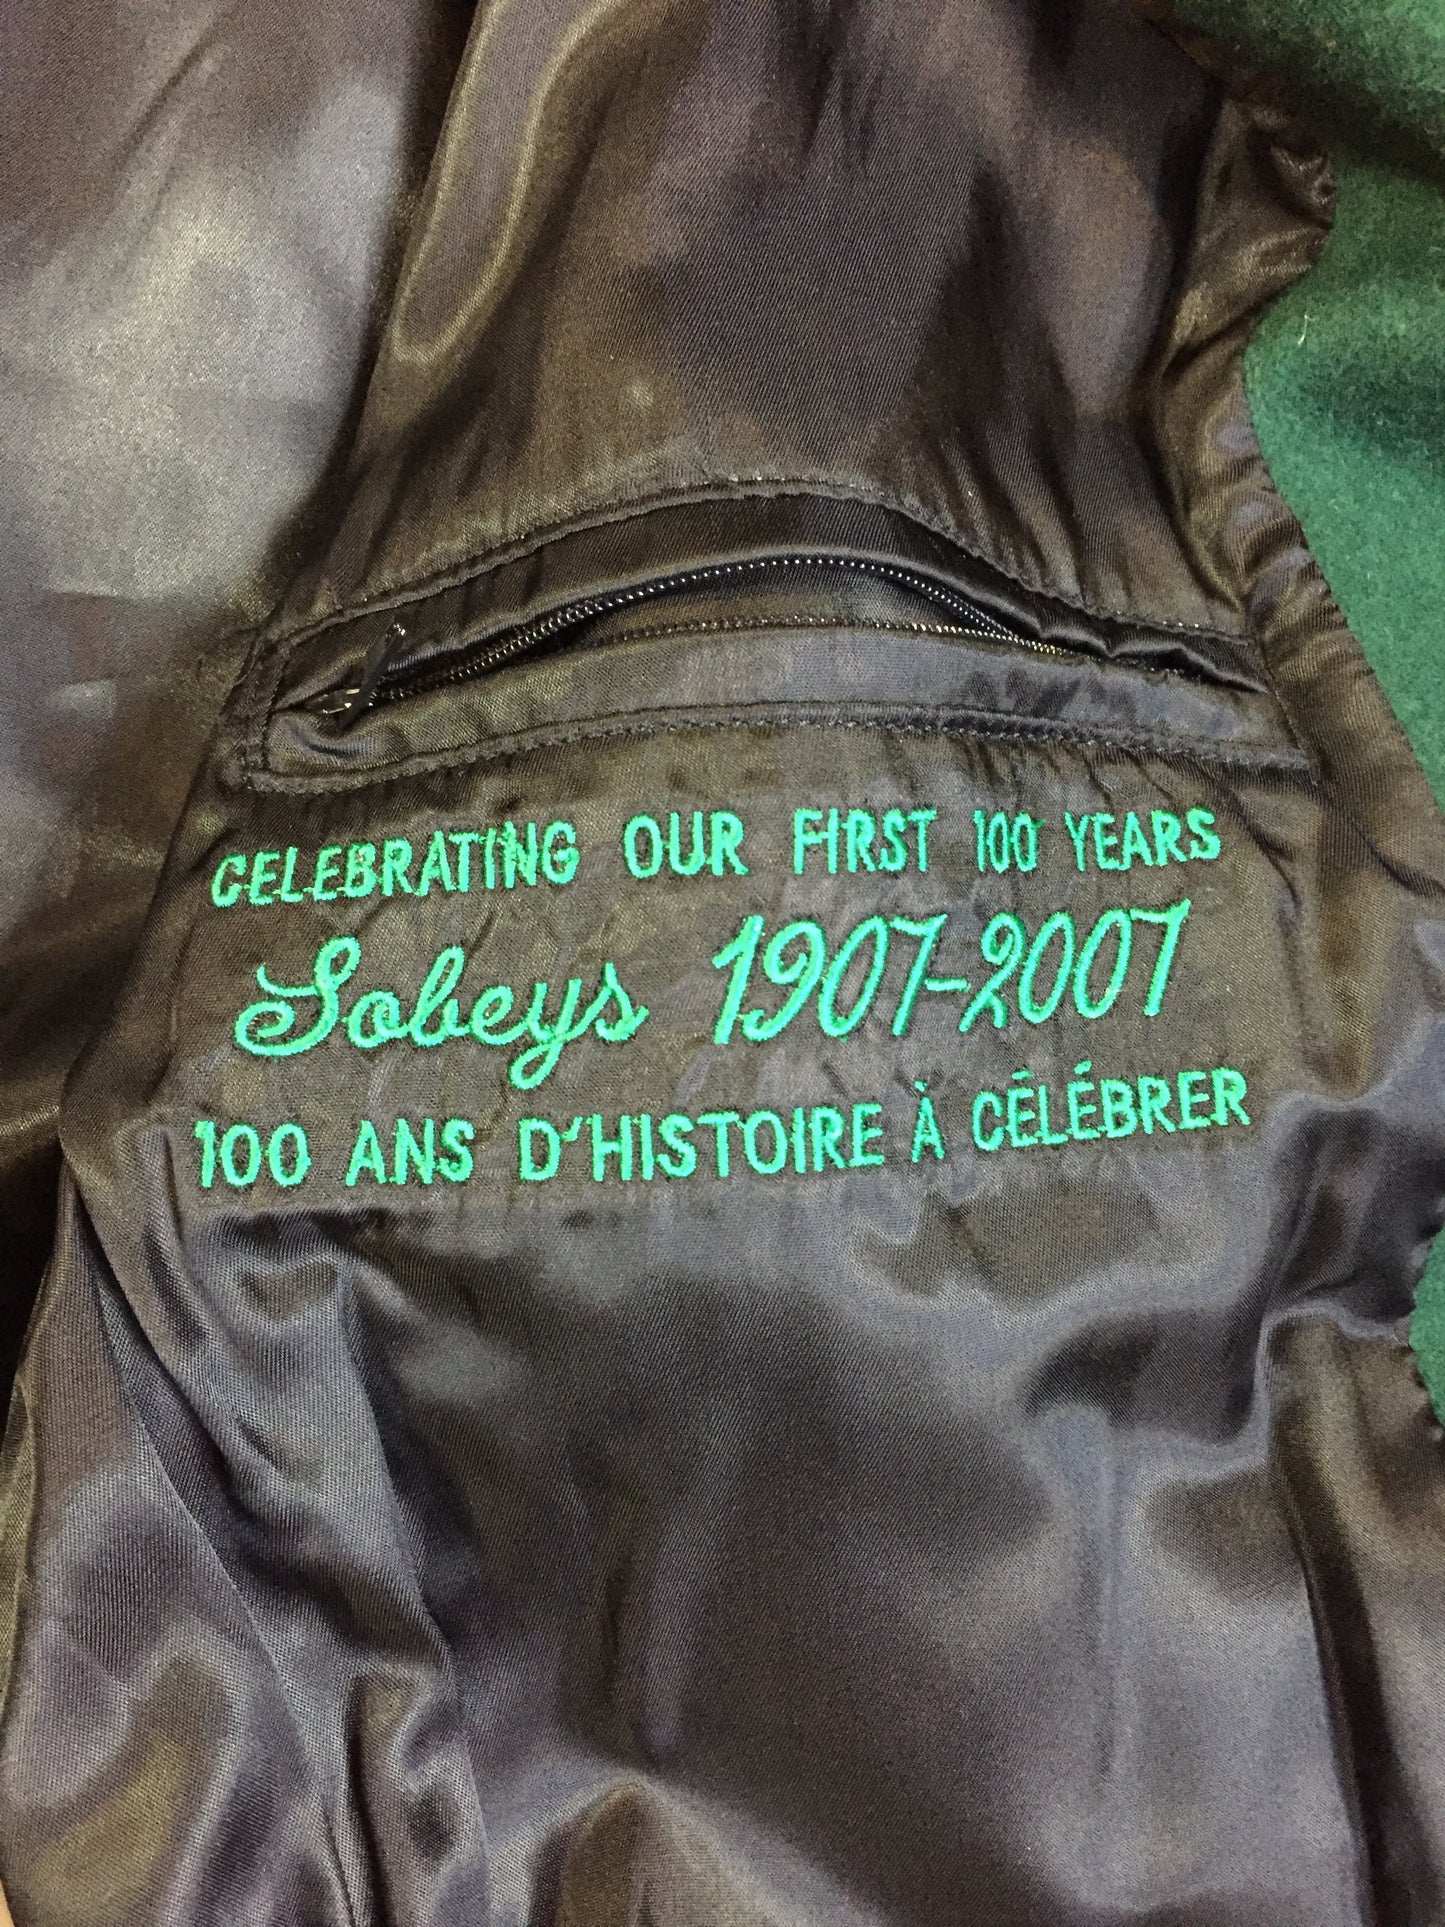 CELEBRATING OUR FIRST 100 YEARS
Sobeys 1907-2007
100 ANS D'HISTOIRE À CÉLÉBRER